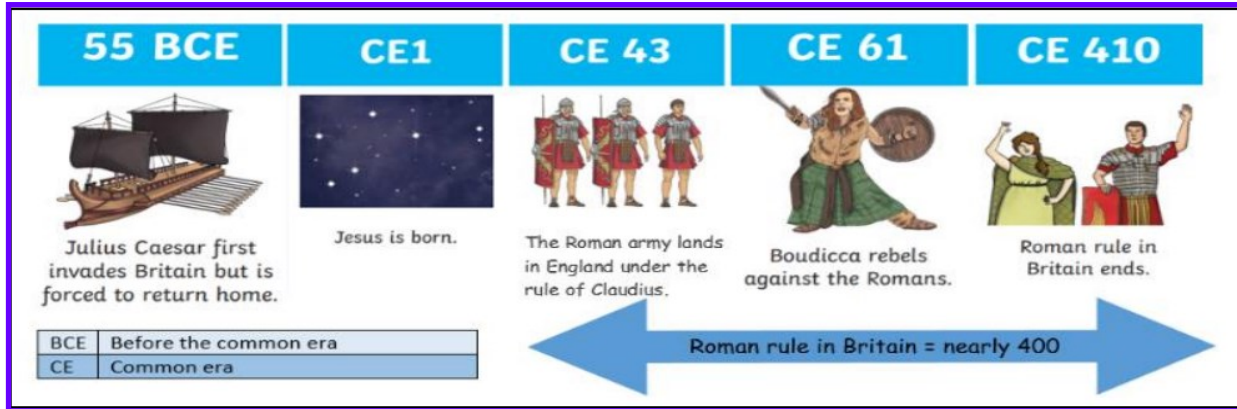 55 BCE
CE1
CE 43
CE 61
CE 410
Julius Caesar first
invades Britain but is
forced to return home.
Jesus is born.
The Roman army lands
in England under the
rule of Claudius.
Boudicca rebels
against the Romans.
Roman rule in
Britain ends.
BCE Before the common era
CE Common era
Roman rule in Britain = nearly 400